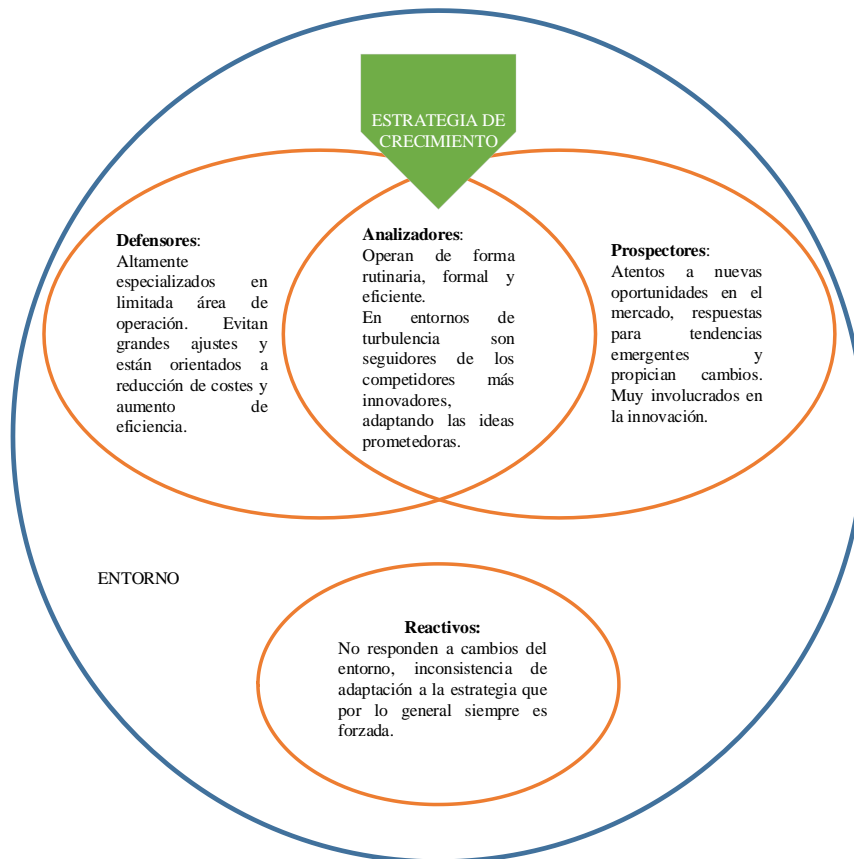 ESTRATEGIA DE
CRECIMIENTO
Defensores:
Altamente
especializados en
limitada área de
operación. Evitan
grandes ajustes y
están orientados a
reducción de costes y
aumento de
eficiencia.
Analizadores:
Operan de forma
rutinaria, formal y
eficiente.
En entornos de
turbulencia son
seguidores de los
competidores más
innovadores,
adaptando las ideas
prometedoras.
Prospectores:
Atentos a nuevas
oportunidades en el
mercado, respuestas
para tendencias
emergentes y
propician cambios.
Muy involucrados en
la innovación.
ENTORNO
Reactivos:
No responden a cambios del
entorno, inconsistencia de
adaptación a la estrategia que
por lo general siempre es
forzada.